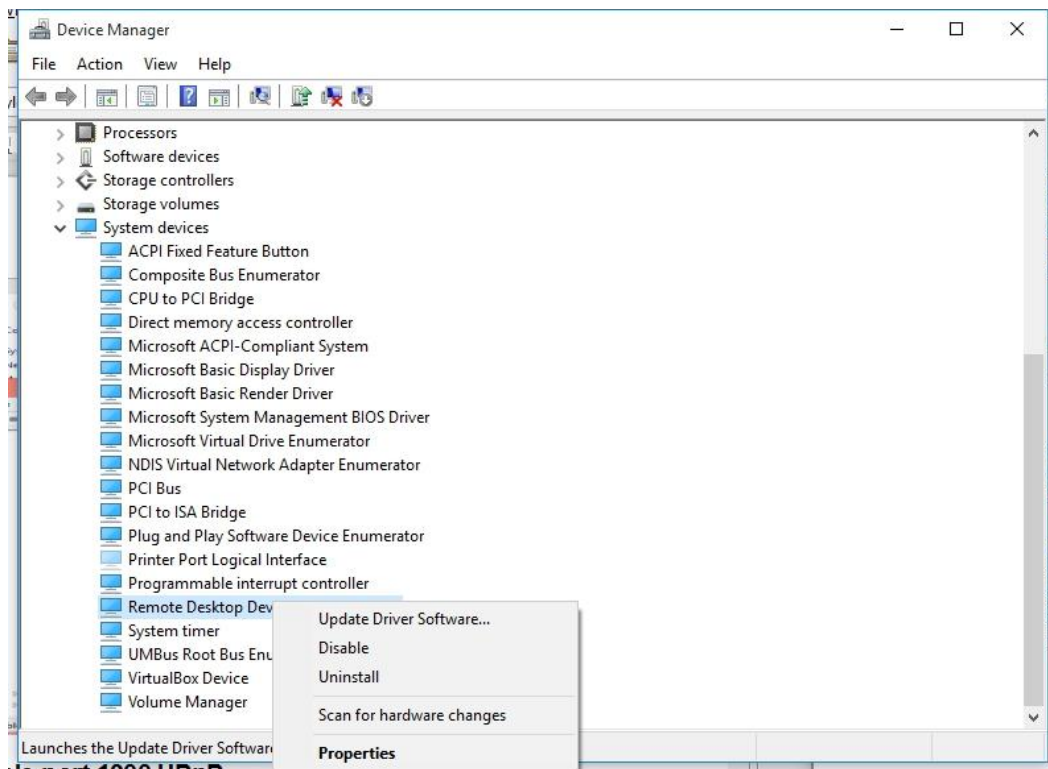 Device Manager
File Action View Help
Processors
Software devices
Storage controllers
Storage volumes
System devices
ACPI Fixed Feature Button
Composite Bus Enumerator
CPU to PCI Bridge
Direct memory access controller
Microsoft ACPI-Compliant System
Microsoft Basic Display Driver
Microsoft Basic Render Driver
Microsoft System Management BIOS Driver
Microsoft Virtual Drive Enumerator
NDIS Virtual Network Adapter Enumerator
PCI Bus
PCI to ISA Bridge
Plug and Play Software Device Enumerator
Printer Port Logical Interface
Programmable interrupt controller
Remote Desktop Dev
System timer
UMBus Root Bus Enu
VirtualBox Device
Volume Manager
Update Driver Software...
Disable
Uninstall
Scan for hardware changes
Properties
Launches the Update Driver Softwar